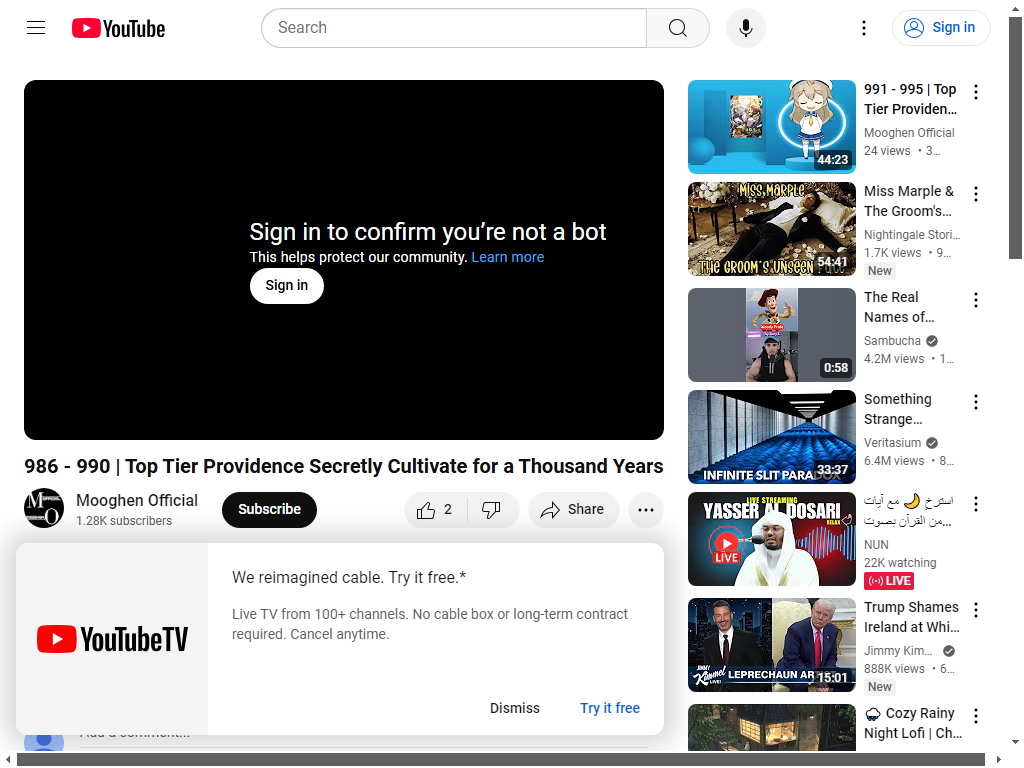 YouTube
Search
Sign in
Sign in to confirm you’re not a bot
This helps protect our community. Learn more
Sign in
986 - 990 | Top Tier Providence Secretly Cultivate for a Thousand Years
Mooghen Official
1.28K subscribers
Subscribe
2
Share
We reimagined cable. Try it free.*
Live TV from 100+ channels. No cable box or long-term contract
required. Cancel anytime.
YouTubeTV
Dismiss
Try it free
Add a comment...
44:23
991 - 995 | Top
Tier Providen…
Mooghen Official
24 views • 3…
MISS MARPLE
THE GROOM'S UNSEEN
54:41
Miss Marple &
The Groom's…
Nightingale Stori…
1.7K views • 9…
New
Woody Pride
0:58
The Real
Names of…
Sambucha
4.2M views • 1…
INFINITE SLIT PARADOX
33:37
Something
Strange…
Veritasium
6.4M views • 8…
LIVE STREAMING
YASSER AL DOSARI
RELAX
LIVE
استرخ 🌙 مع آيات
من القرآن بصوت…
NUN
22K watching
LIVE
JIMMY
Kimmel
LIVE!
LEPRECHAUN AR
15:01
Trump Shames
Ireland at Whi…
Jimmy Kim…
888K views • 6…
New
🌧 Cozy Rainy
Night Lofi | Ch…